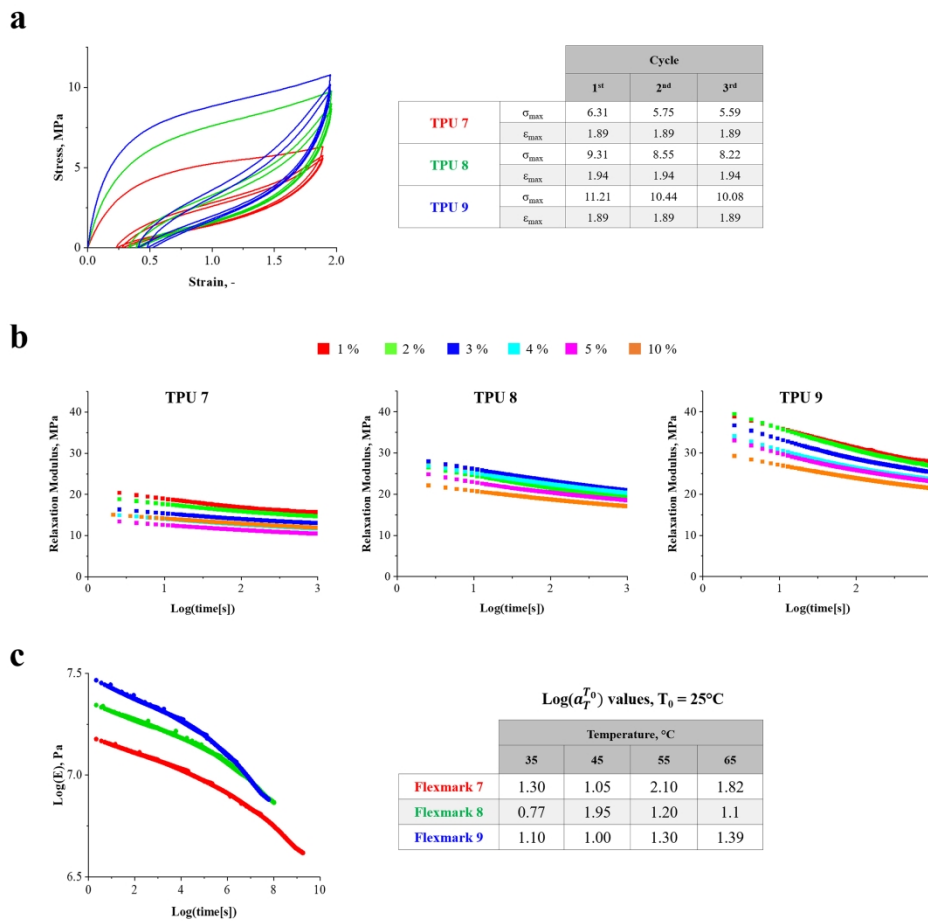 a
Stress, MPa
10
5
0
0.0 0.5 1.0 1.5 2.0
Strain, -
Cycle
1st 2nd 3rd
TPU 7 σmax 6.31 5.75 5.59
εmax 1.89 1.89 1.89
TPU 8 σmax 9.31 8.55 8.22
εmax 1.94 1.94 1.94
TPU 9 σmax 11.21 10.44 10.08
εmax 1.89 1.89 1.89
b
1 % 2 % 3 % 4 % 5 % 10 %
TPU 7
Relaxation Modulus, MPa
40
30
20
10
0
0 1 2 3
Log(time[s])
TPU 8
Relaxation Modulus, MPa
40
30
20
10
0
0 1 2 3
Log(time[s])
TPU 9
Relaxation Modulus, MPa
40
30
20
10
0
0 1 2
Log(time[s])
c
Log(E), Pa
7.5
7.0
6.5
0 2 4 6 8 10
Log(time[s])
Log(a_T^T0) values, T0 = 25°C
Temperature, °C
35 45 55 65
Flexmark 7 1.30 1.05 2.10 1.82
Flexmark 8 0.77 1.95 1.20 1.1
Flexmark 9 1.10 1.00 1.30 1.39